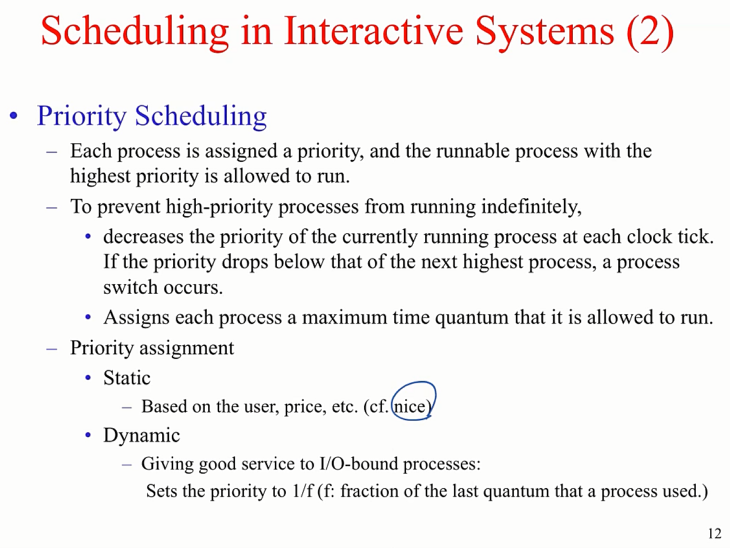 Scheduling in Interactive Systems (2)
• Priority Scheduling
– Each process is assigned a priority, and the runnable process with the
highest priority is allowed to run.
– To prevent high-priority processes from running indefinitely,
• decreases the priority of the currently running process at each clock tick.
If the priority drops below that of the next highest process, a process
switch occurs.
• Assigns each process a maximum time quantum that it is allowed to run.
– Priority assignment
• Static
– Based on the user, price, etc. (cf. nice)
• Dynamic
– Giving good service to I/O-bound processes:
Sets the priority to 1/f (f: fraction of the last quantum that a process used.)
12